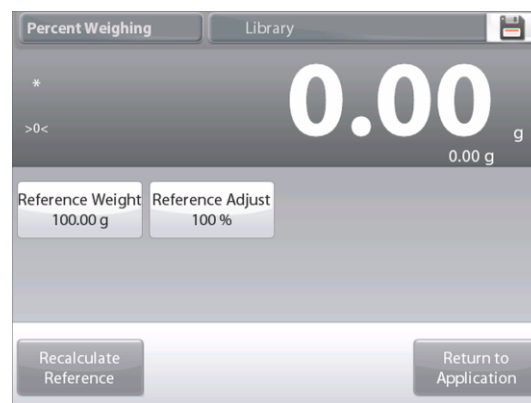 Percent Weighing
Library
*
>0<
0.00
g
0.00 g
Reference Weight
100.00 g
Reference Adjust
100 %
Recalculate
Reference
Return to
Application